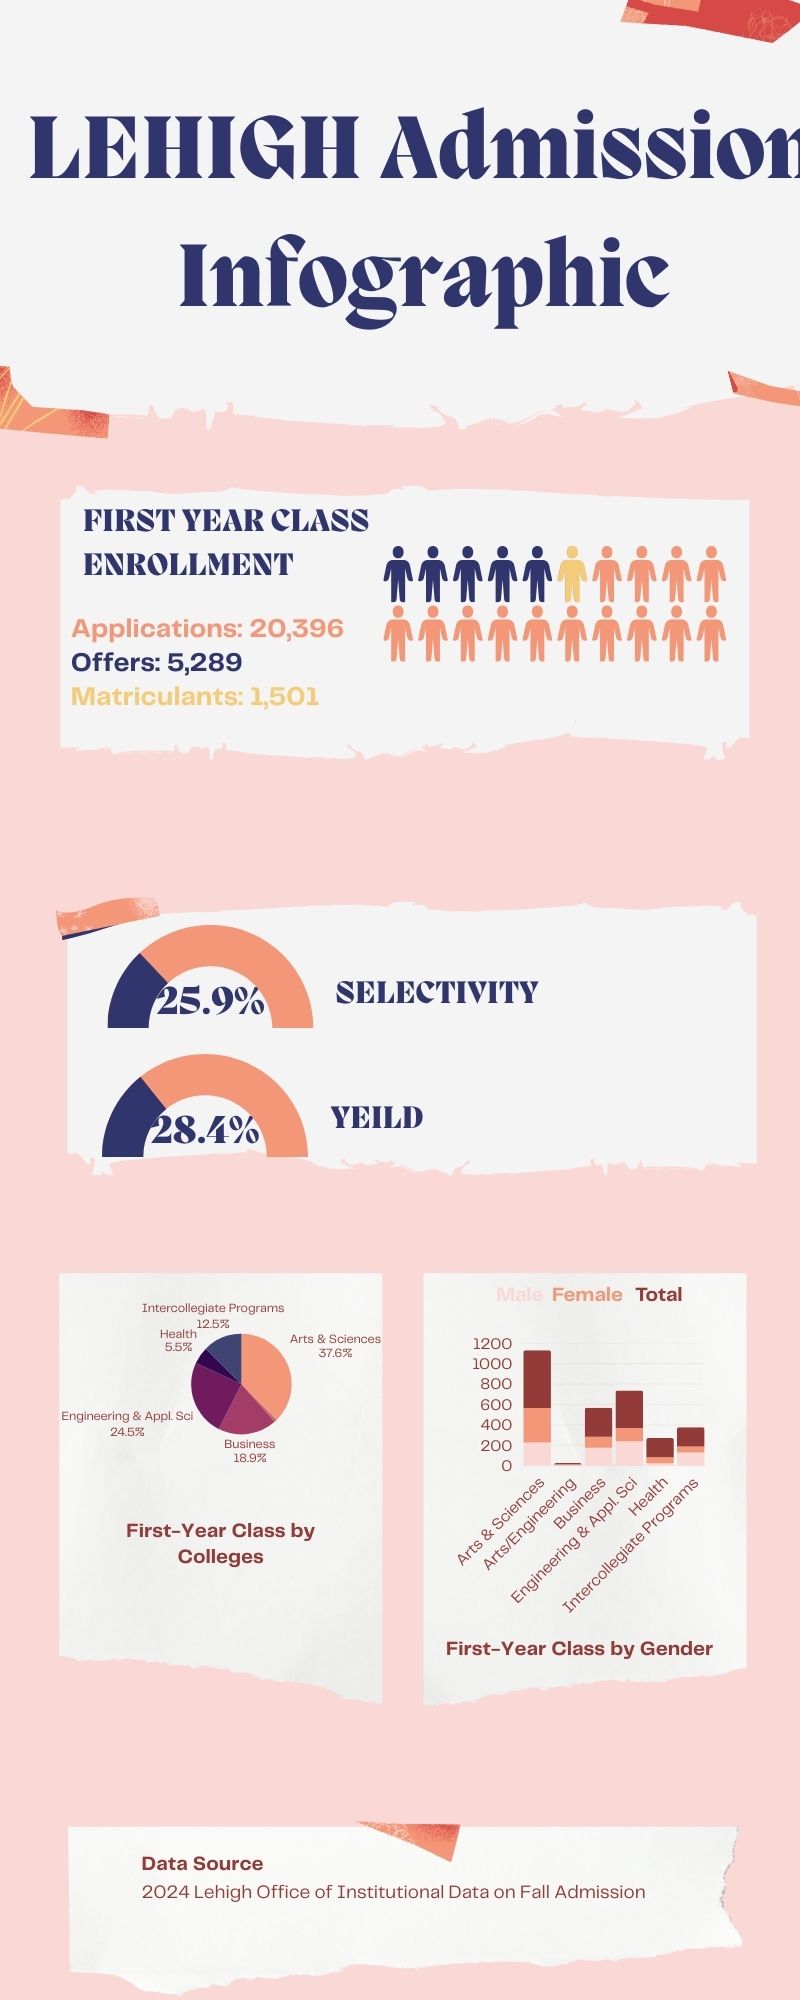 LEHIGH Admission
Infographic
FIRST YEAR CLASS
ENROLLMENT
Applications: 20,396
Offers: 5,289
Matriculants: 1,501
25.9%
SELECTIVITY
28.4%
YEILD
Intercollegiate Programs
12.5%
Health
5.5%
Arts & Sciences
37.6%
Engineering & Appl. Sci
24.5%
Business
18.9%
First-Year Class by
Colleges
Male Female Total
1200
1000
800
600
400
200
0
Arts & Sciences
Arts/Engineering
Business
Engineering & Appl. Sci
Health
Intercollegiate Programs
First-Year Class by Gender
Data Source
2024 Lehigh Office of Institutional Data on Fall Admission